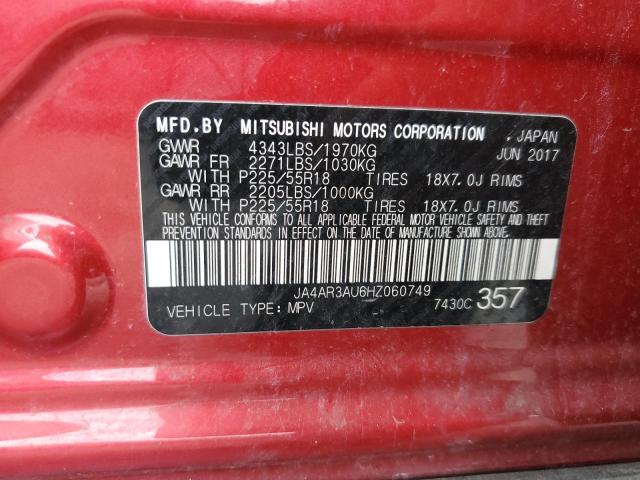 MFD.BY MITSUBISHI MOTORS CORPORATION . JAPAN
GVWR 4343LBS/1970KG JUN 2017
GAWR FR 2271LBS/1030KG
WITH P225/55R18 TIRES 18X7.0J RIMS
GAWR RR 2205LBS/1000KG
WITH P225/55R18 TIRES 18X7.0J RIMS
THIS VEHICLE CONFORMS TO ALL APPLICABLE FEDERAL MOTOR VEHICLE SAFETY AND THEFT
PREVENTION STANDARDS IN EFFECT ON THE DATE OF MANUFACTURE SHOWN ABOVE.
JA4AR3AU6HZ060749
VEHICLE TYPE: MPV 7430C 357